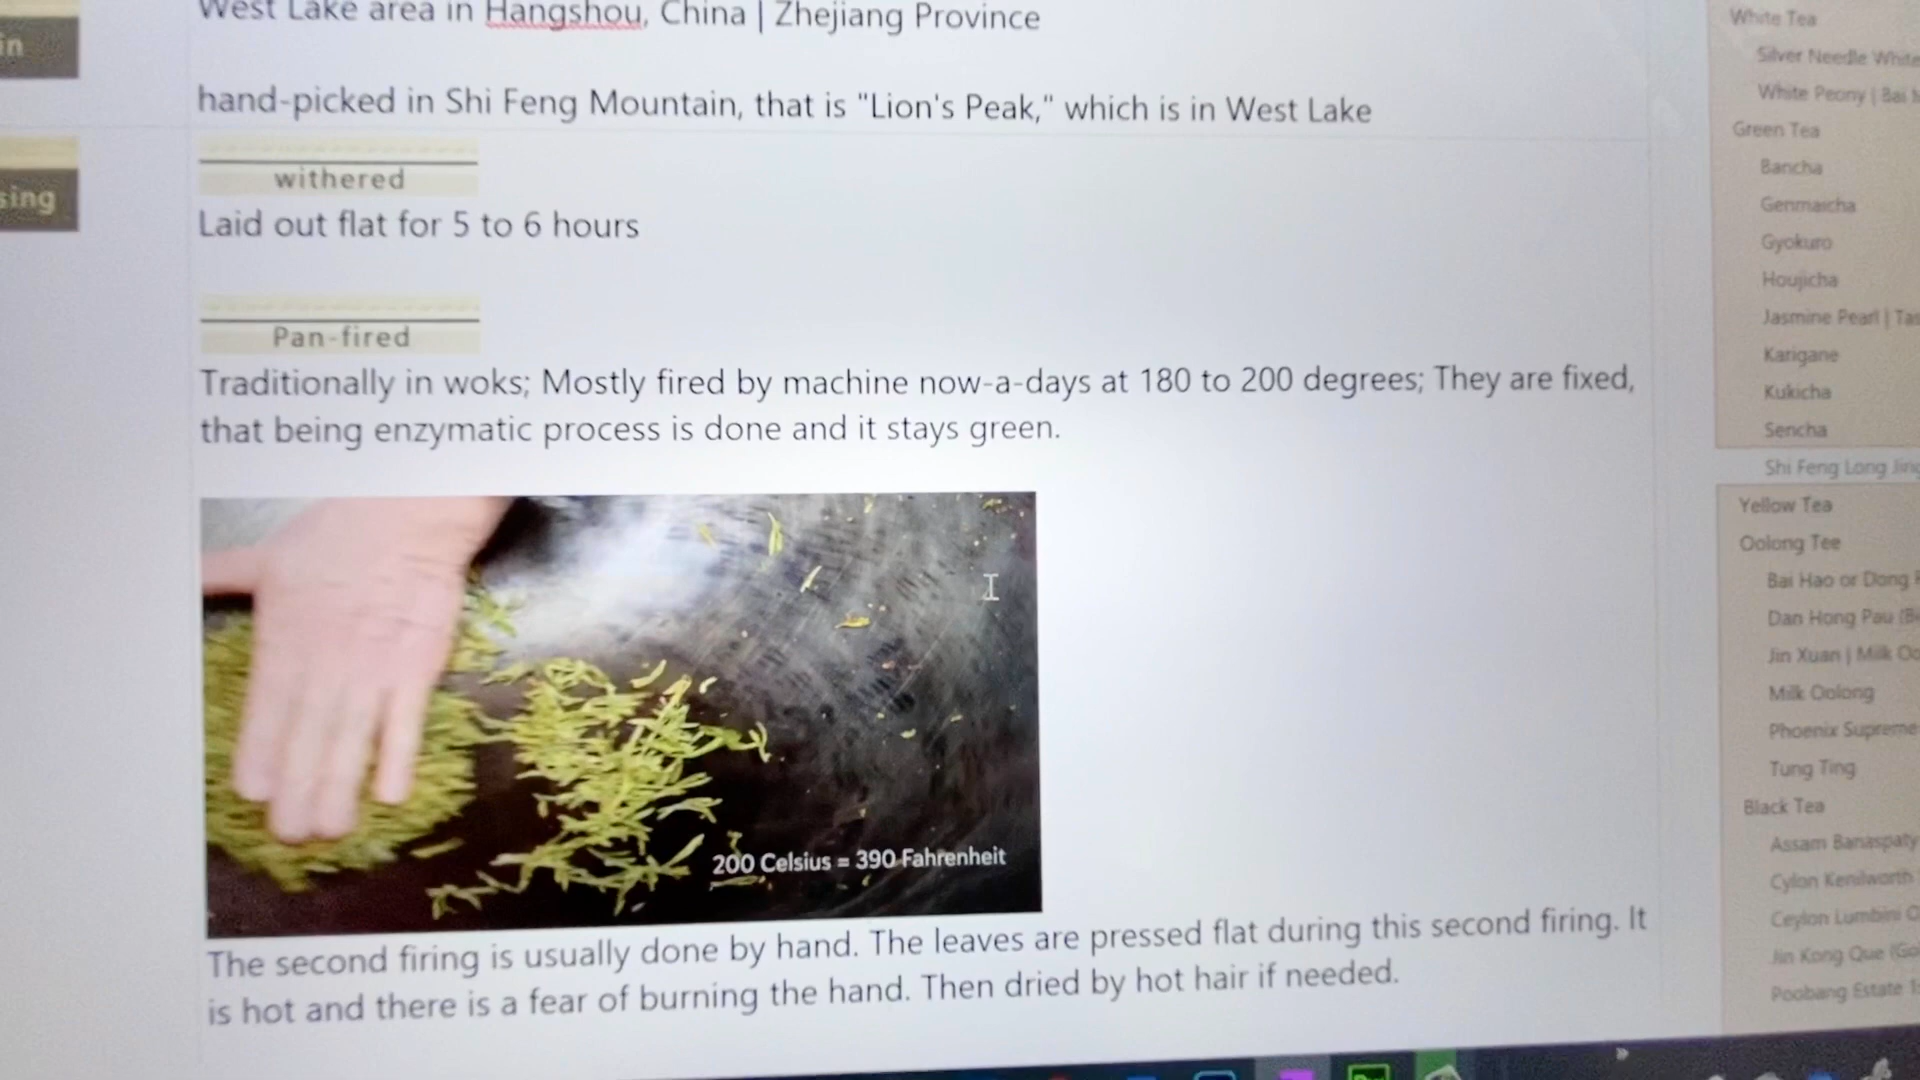 West Lake area in Hangshou, China | Zhejiang Province
in
hand-picked in Shi Feng Mountain, that is "Lion's Peak," which is in West Lake
withered
sing
Laid out flat for 5 to 6 hours
Pan-fired
Traditionally in woks; Mostly fired by machine now-a-days at 180 to 200 degrees; They are fixed,
that being enzymatic process is done and it stays green.
200 Celsius = 390 Fahrenheit
The second firing is usually done by hand. The leaves are pressed flat during this second firing. It
is hot and there is a fear of burning the hand. Then dried by hot hair if needed.
White Tea
Silver Needle White
White Peony | Bai
Green Tea
Bancha
Genmaicha
Gyokuro
Houjicha
Jasmine Pearl | Tas
Karigane
Kukicha
Sencha
Shi Feng Long Jing
Yellow Tea
Oolong Tee
Bai Hao or Dong
Dan Hong Pau
Jin Xuan | Milk Oo
Milk Oolong
Phoenix Supreme
Tung Ting
Black Tea
Assam Banaspaty
Cylon Kenilworth
Ceylon Lumbini O
Jin Kong Que (Go
Poobang Estate